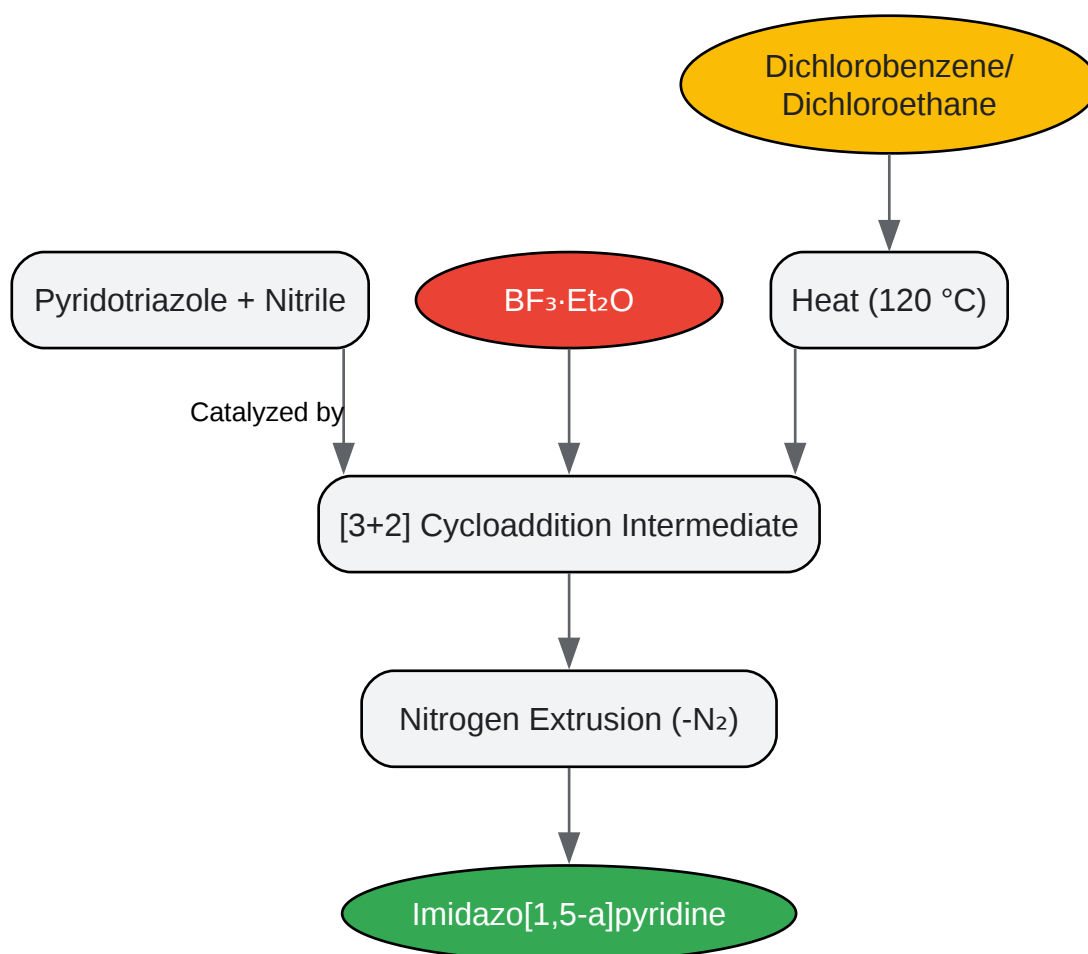 Dichlorobenzene/
Dichloroethane
Pyridotriazole + Nitrile
BF₃·Et₂O
Heat (120 °C)
Catalyzed by
[3+2] Cycloaddition Intermediate
Nitrogen Extrusion (-N₂)
Imidazo[1,5-a]pyridine